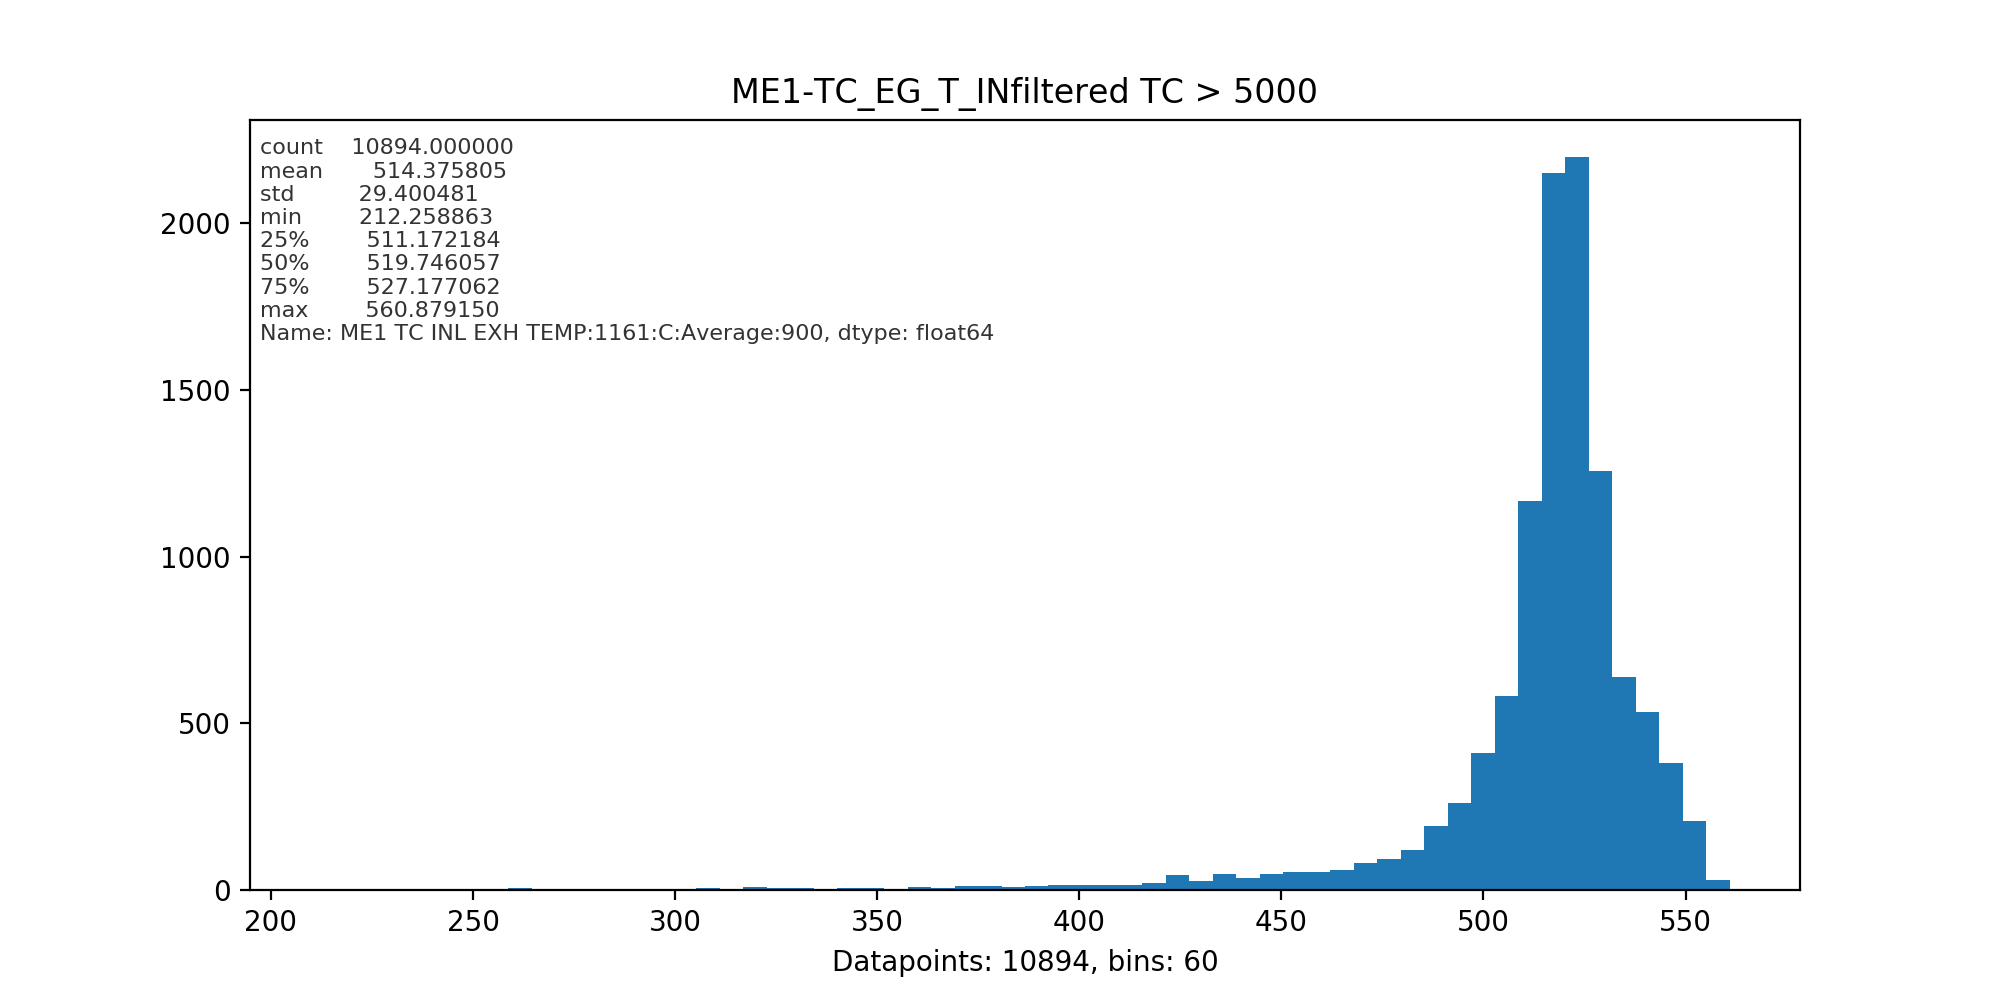 ME1-TC_EG_T_INfiltered TC > 5000
count 10894.000000
mean 514.375805
std 29.400481
min 212.258863
25% 511.172184
50% 519.746057
75% 527.177062
max 560.879150
Name: ME1 TC INL EXH TEMP:1161:C:Average:900, dtype: float64
2000
1500
1000
500
0
200 250 300 350 400 450 500 550
Datapoints: 10894, bins: 60